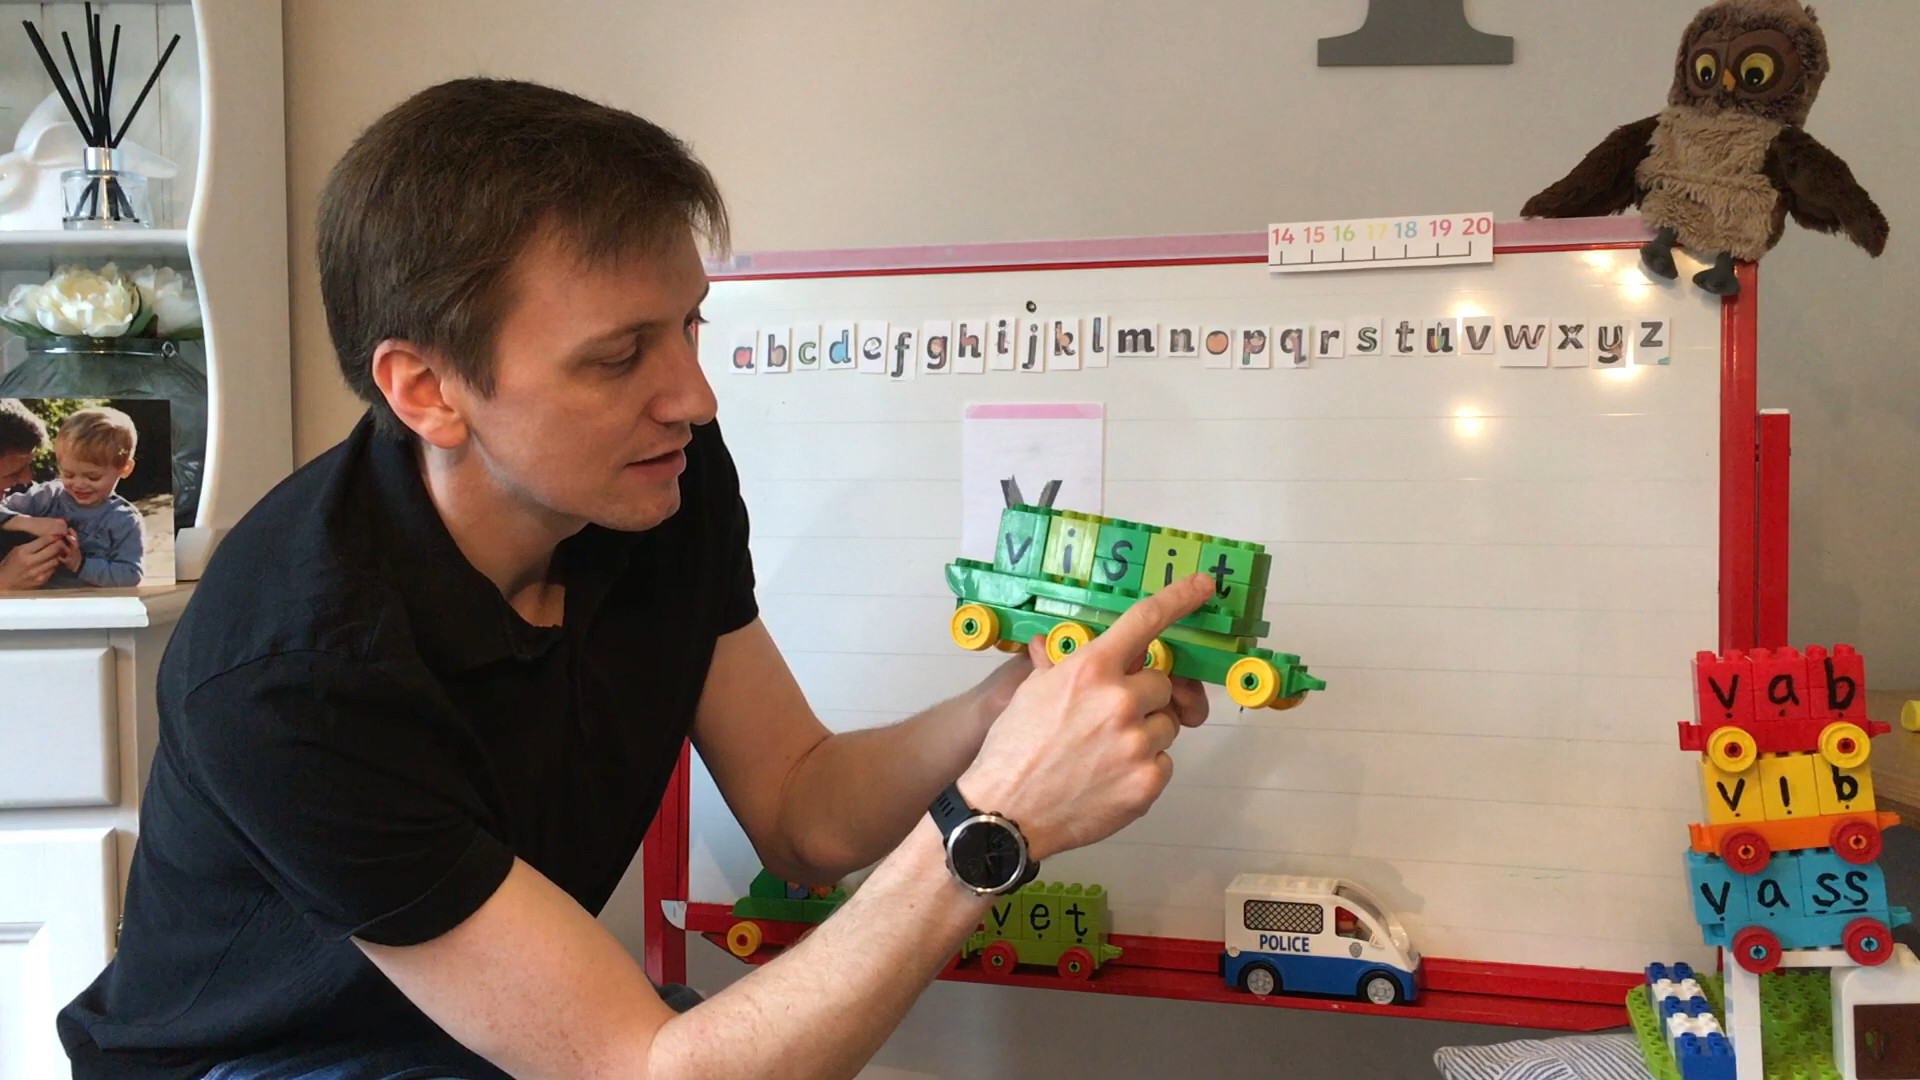 14 15 16 17 18 19 20
a b c d e f g h i j k l m n o p q r s t u v w x y z
v
visit
vab
vib
vass
vet
POLICE